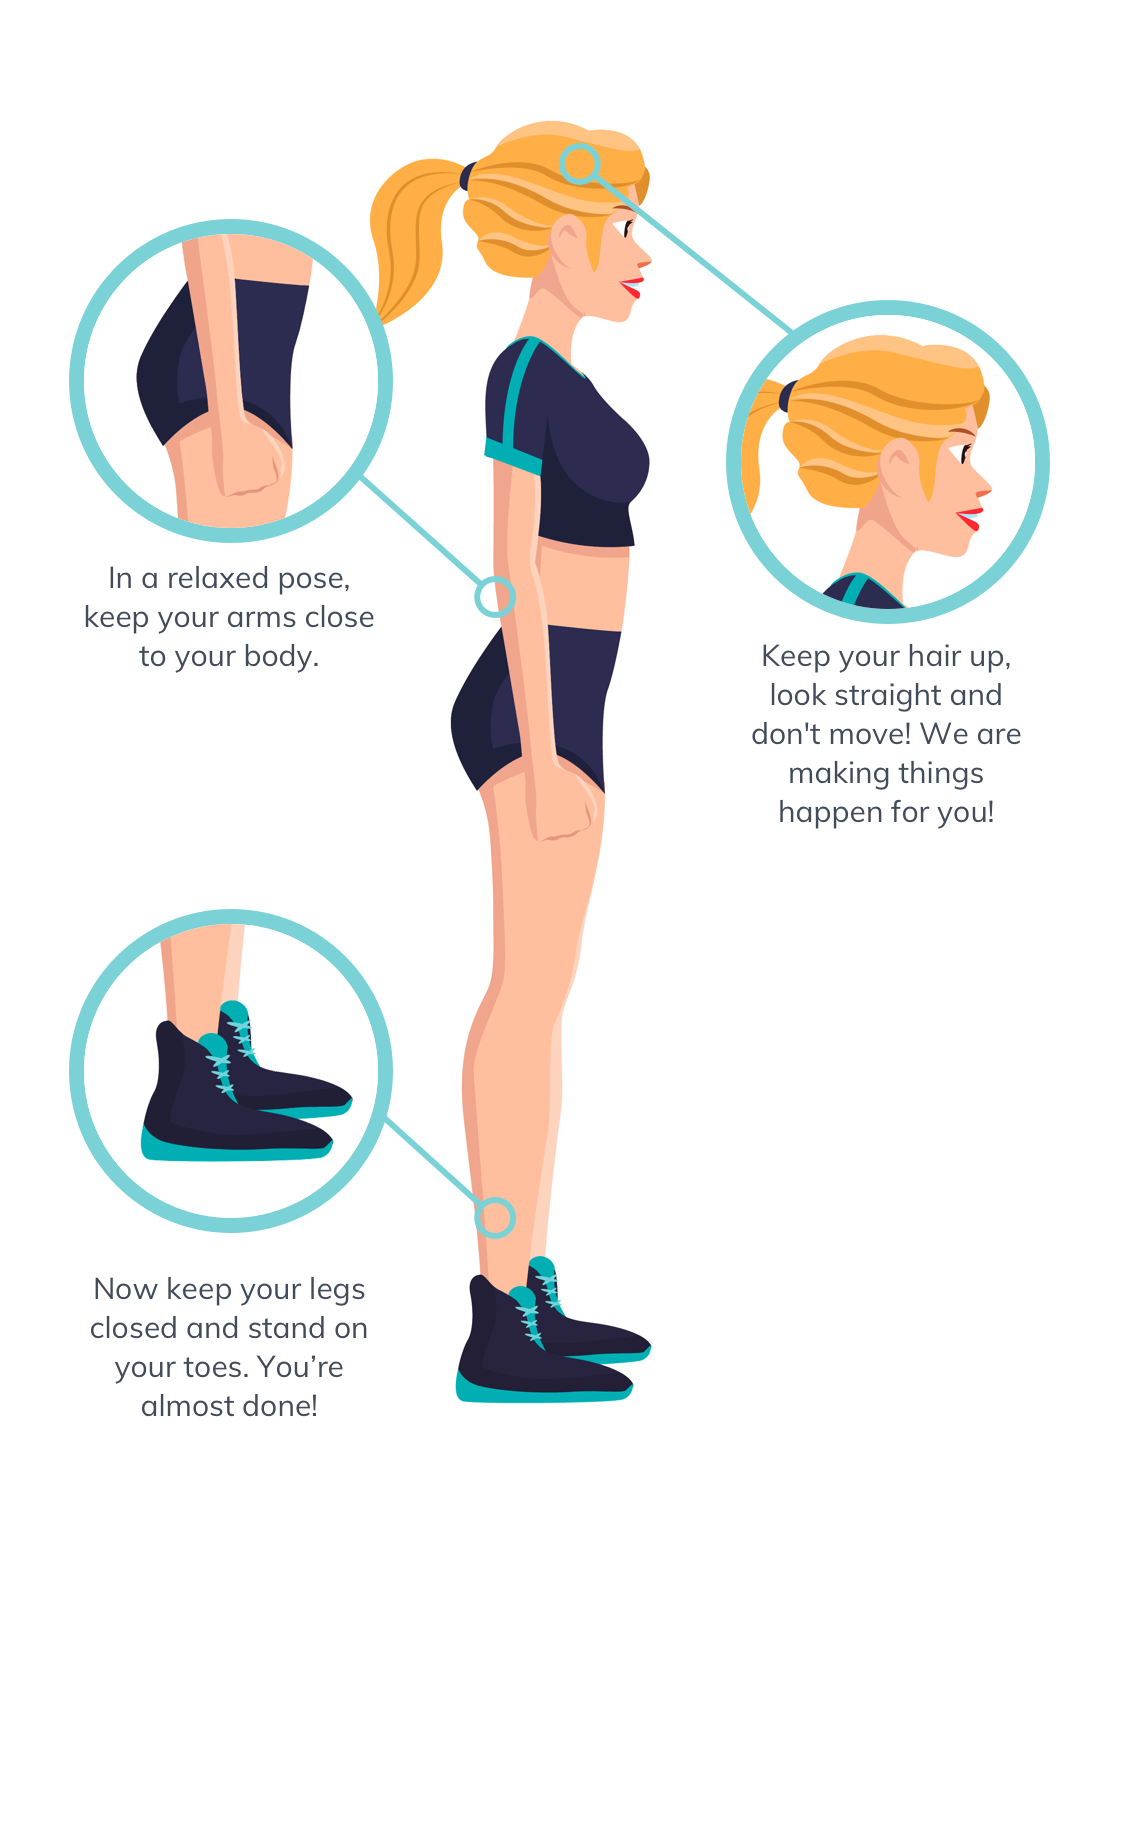 In a relaxed pose,
keep your arms close
to your body.
Keep your hair up,
look straight and
don't move! We are
making things
happen for you!
Now keep your legs
closed and stand on
your toes. You’re
almost done!